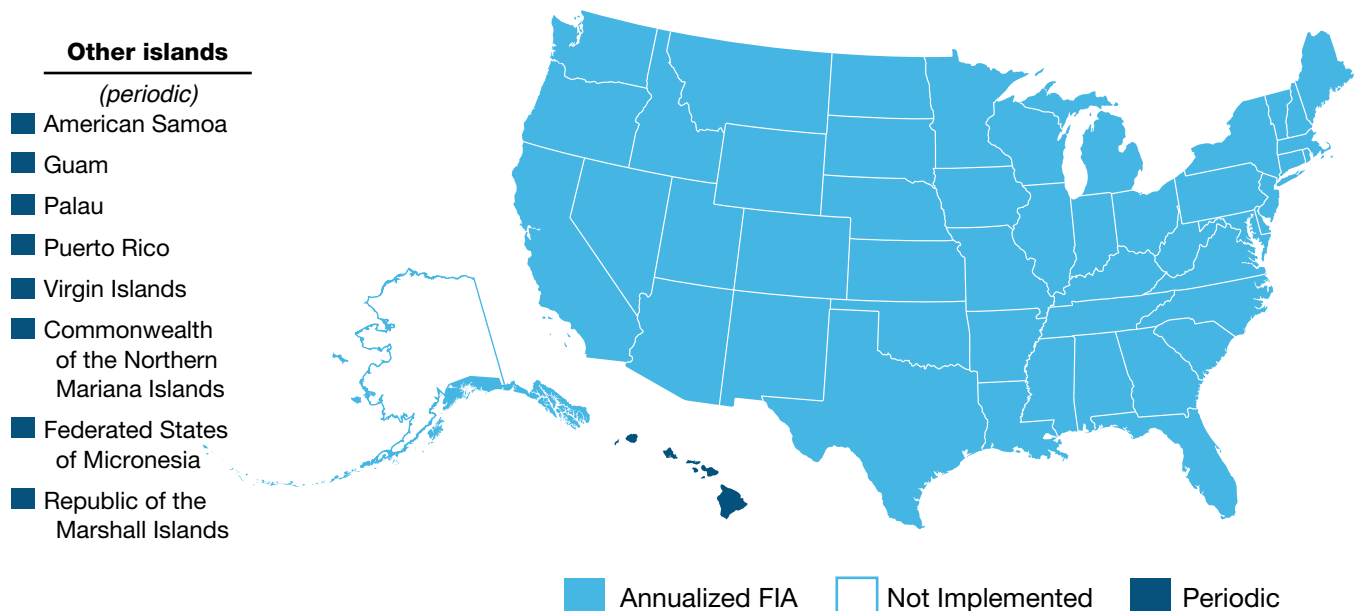 Other islands
(periodic)
American Samoa
Guam
Palau
Puerto Rico
Virgin Islands
Commonwealth
of the Northern
Mariana Islands
Federated States
of Micronesia
Republic of the
Marshall Islands
Annualized FIA
Not Implemented
Periodic